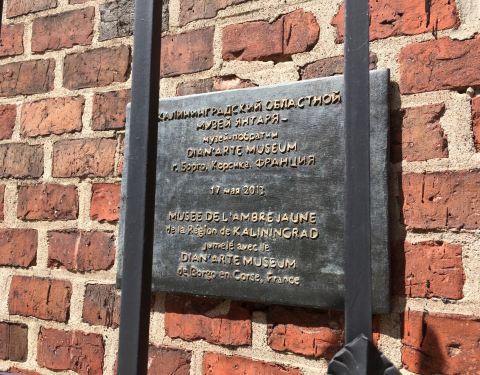 КАЛИНИНГРАДСКИЙ ОБЛАСТНОЙ
МУЗЕЙ ЯНТАРЯ –
музей-побратим
DIAN'ARTE MUSEUM
г. Борго, Корсика, ФРАНЦИЯ
17 мая 2013
MUSÉE DE L'AMBRE JAUNE
de la Région de KALININGRAD
jumelé avec le
DIAN'ARTE MUSEUM
de Borgo en Corse, France